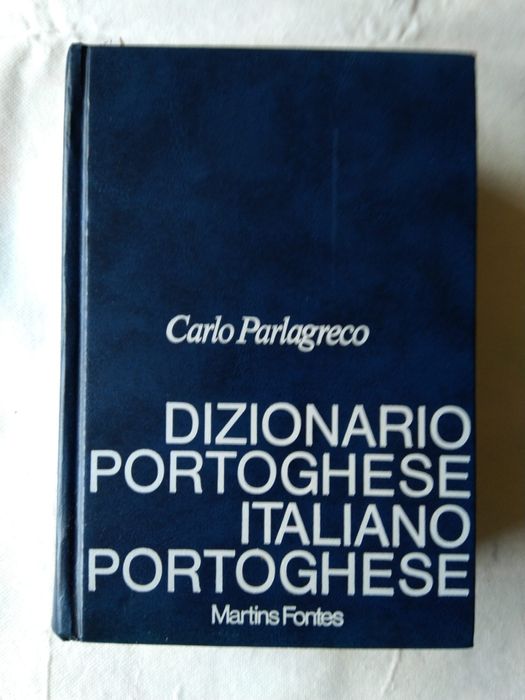 Carlo Parlagreco
DIZIONARIO
PORTOGHESE
ITALIANO
PORTOGHESE
Martins Fontes